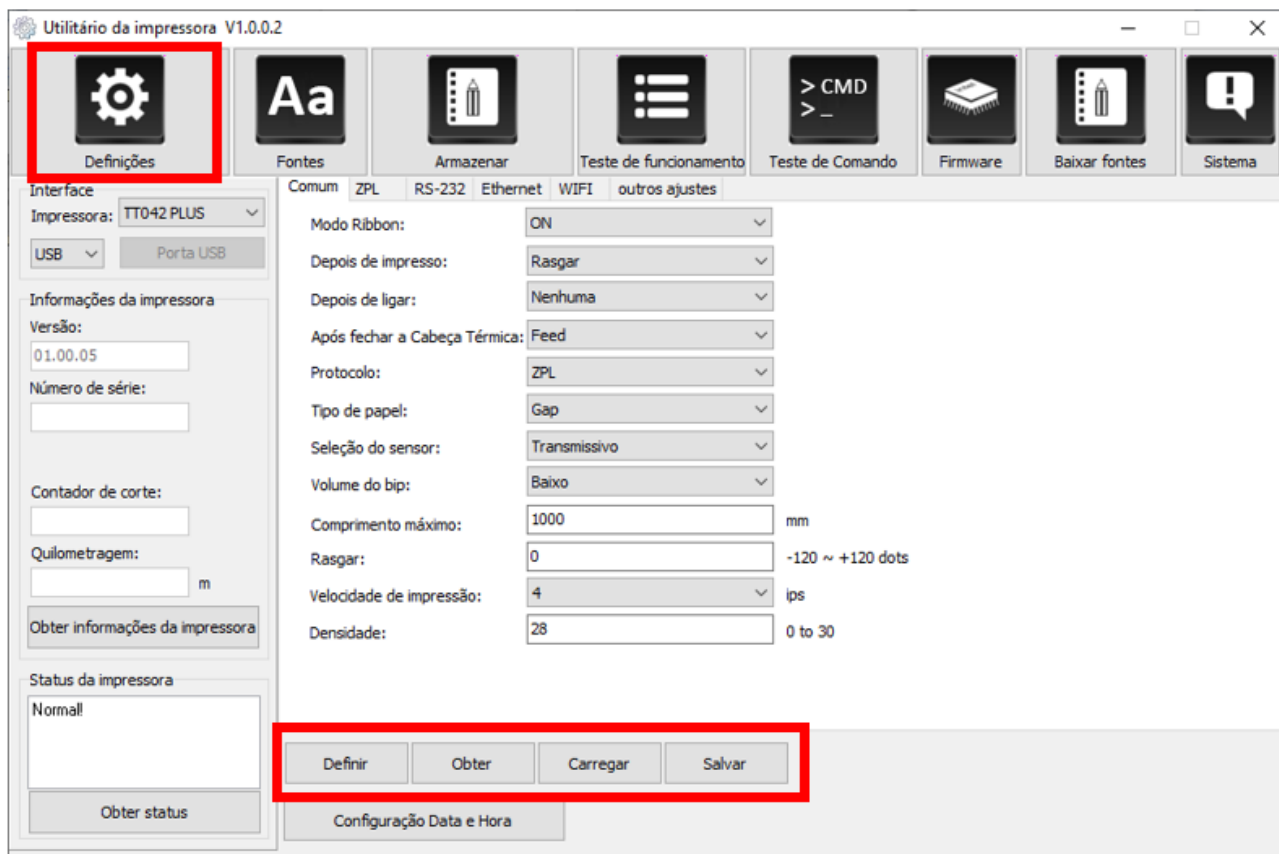 Utilitário da impressora V1.0.0.2
> CMD
>_
Aa
Definições Fontes Armazenar Teste de funcionamento Teste de Comando Firmware Baixar fontes Sistema
Interface
Impressora: TT042 PLUS
USB Porta USB
Informações da impressora
Versão:
01.00.05
Número de série:
Contador de corte:
Quilometragem:
m
Obter informações da impressora
Status da impressora
Normal!
Obter status
Comum ZPL RS-232 Ethernet WIFI outros ajustes
Modo Ribbon: ON
Depois de impresso: Rasgar
Depois de ligar: Nenhuma
Após fechar a Cabeça Térmica: Feed
Protocolo: ZPL
Tipo de papel: Gap
Seleção do sensor: Transmissivo
Volume do bip: Baixo
Comprimento máximo: 1000 mm
Rasgar: 0 -120 ~ +120 dots
Velocidade de impressão: 4 ips
Densidade: 28 0 to 30
Definir Obter Carregar Salvar
Configuração Data e Hora